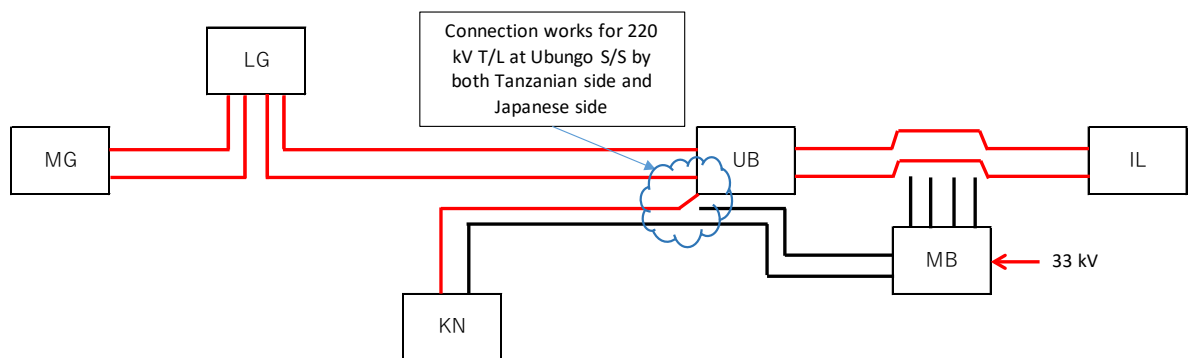 Connection works for 220
kV T/L at Ubungo S/S by
both Tanzanian side and
Japanese side
LG
MG
UB
IL
MB
33 kV
KN